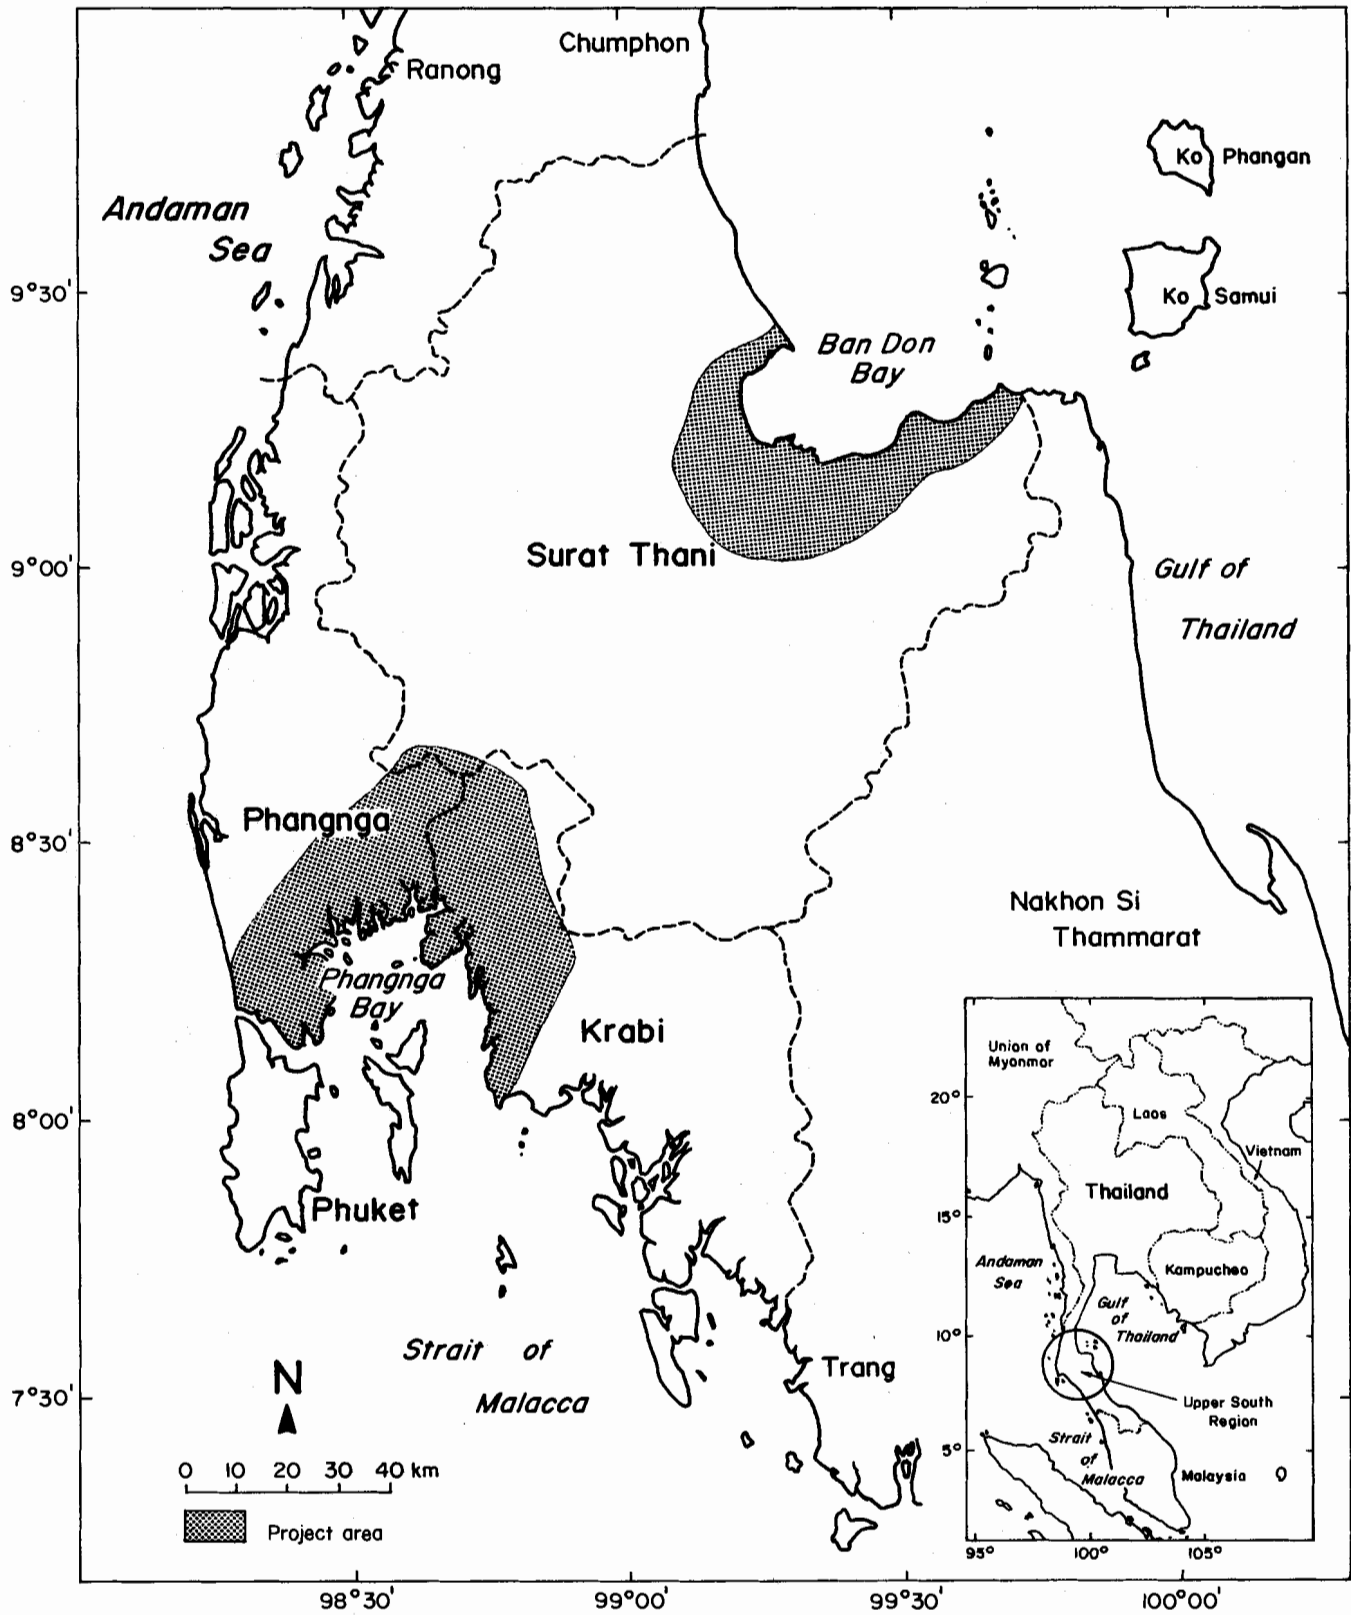 Chumphon
Ranong
Ko Phangan
Andaman
Sea
9°30'
Ko Samui
Ban Don
Bay
Surat Thani
9°00'
Gulf of
Thailand
Phangnga
8°30'
Nakhon Si
Thammarat
Phangnga
Bay
Krabi
8°00'
Phuket
Strait of
Malacca
Trang
7°30'
N
0 10 20 30 40 km
Project area
98°30' 99°00' 99°30' 100°00'
Union of
Myanmar
20°
Laos
Vietnam
Thailand
15°
Andaman
Sea
Kampuchea
Gulf
of
Thailand
10°
Upper South
Region
Strait
of
Malacca
5°
Malaysia
95° 100° 105°